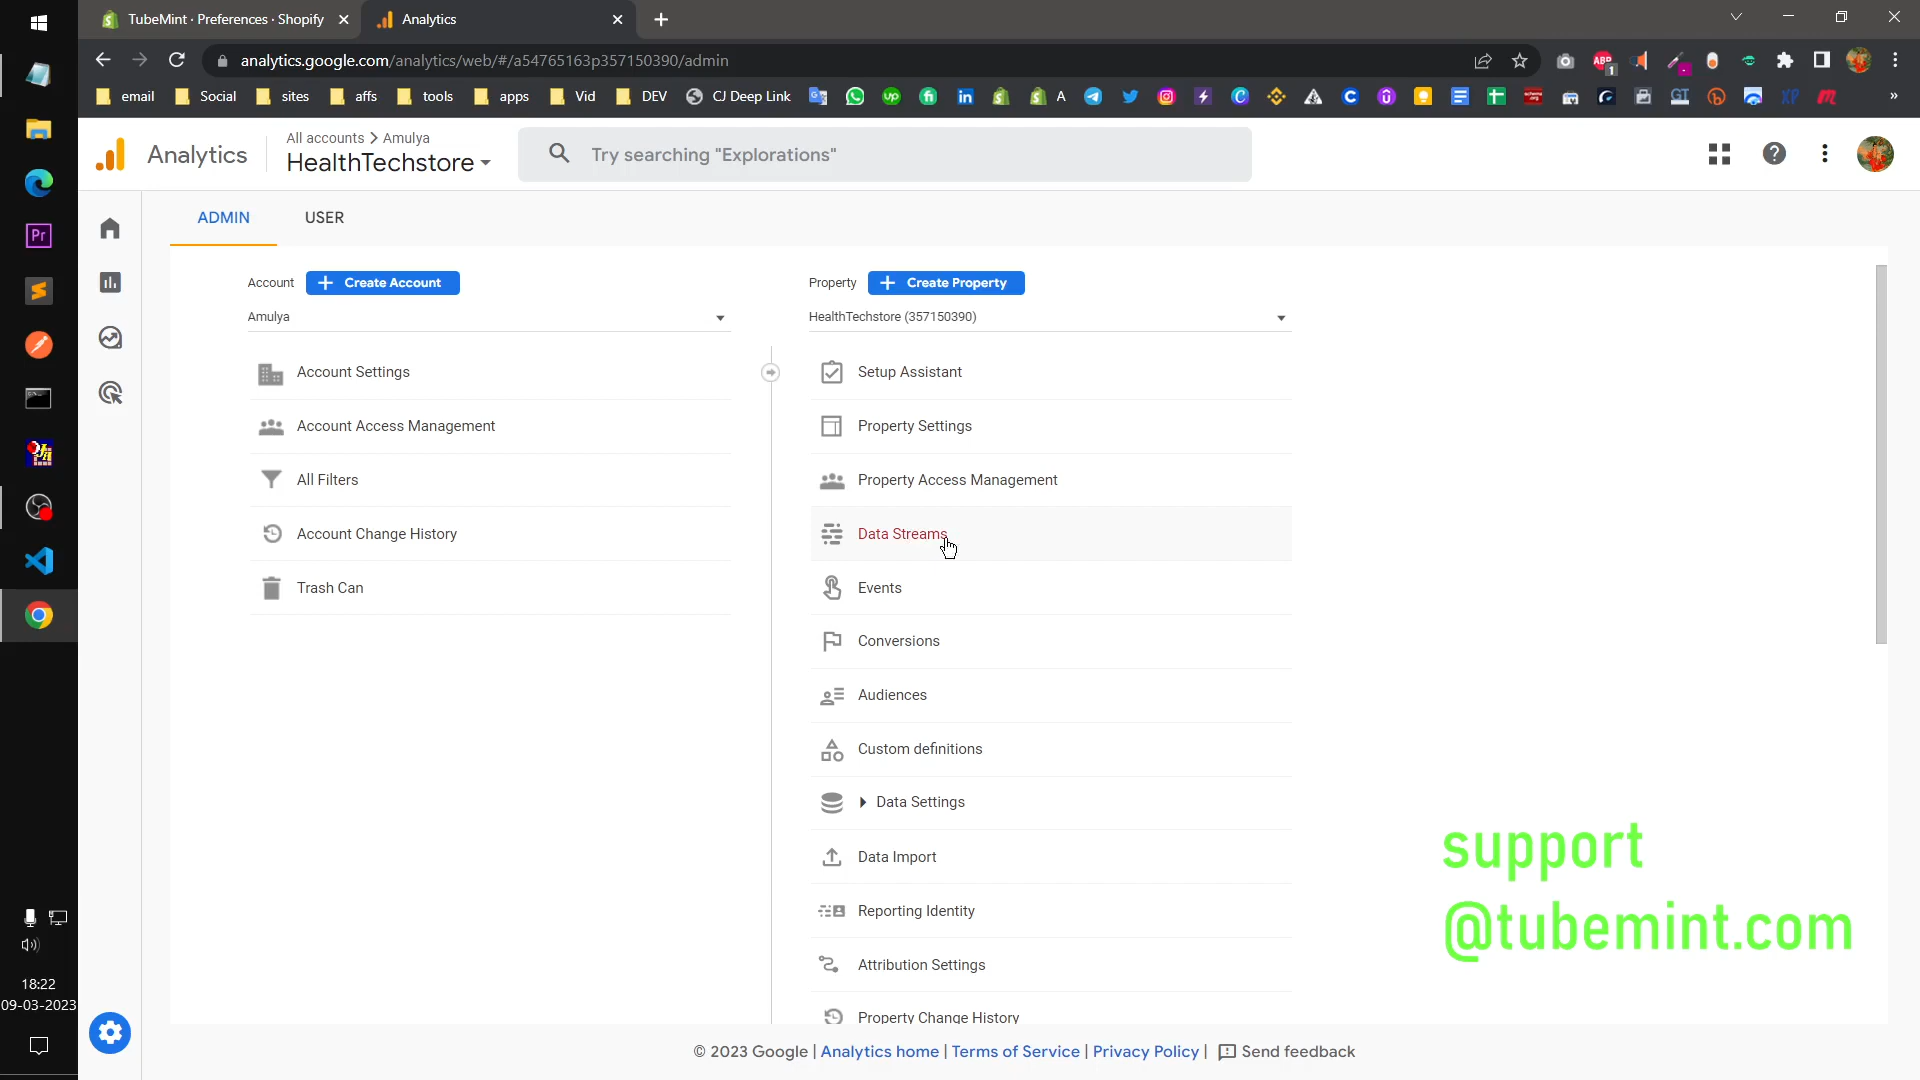 TubeMint · Preferences · Shopify
Analytics
analytics.google.com/analytics/web/#/a54765163p357150390/admin
email
Social
sites
affs
tools
apps
Vid
DEV
CJ Deep Link
A
Analytics
All accounts > Amulya
HealthTechstore
Try searching "Explorations"
ADMIN
USER
Account
Create Account
Amulya
Account Settings
Account Access Management
All Filters
Account Change History
Trash Can
Property
Create Property
HealthTechstore (357150390)
Setup Assistant
Property Settings
Property Access Management
Data Streams
Events
Conversions
Audiences
Custom definitions
Data Settings
Data Import
Reporting Identity
Attribution Settings
Property Change History
support
@tubemint.com
© 2023 Google | Analytics home | Terms of Service | Privacy Policy | Send feedback
18:22
09-03-2023